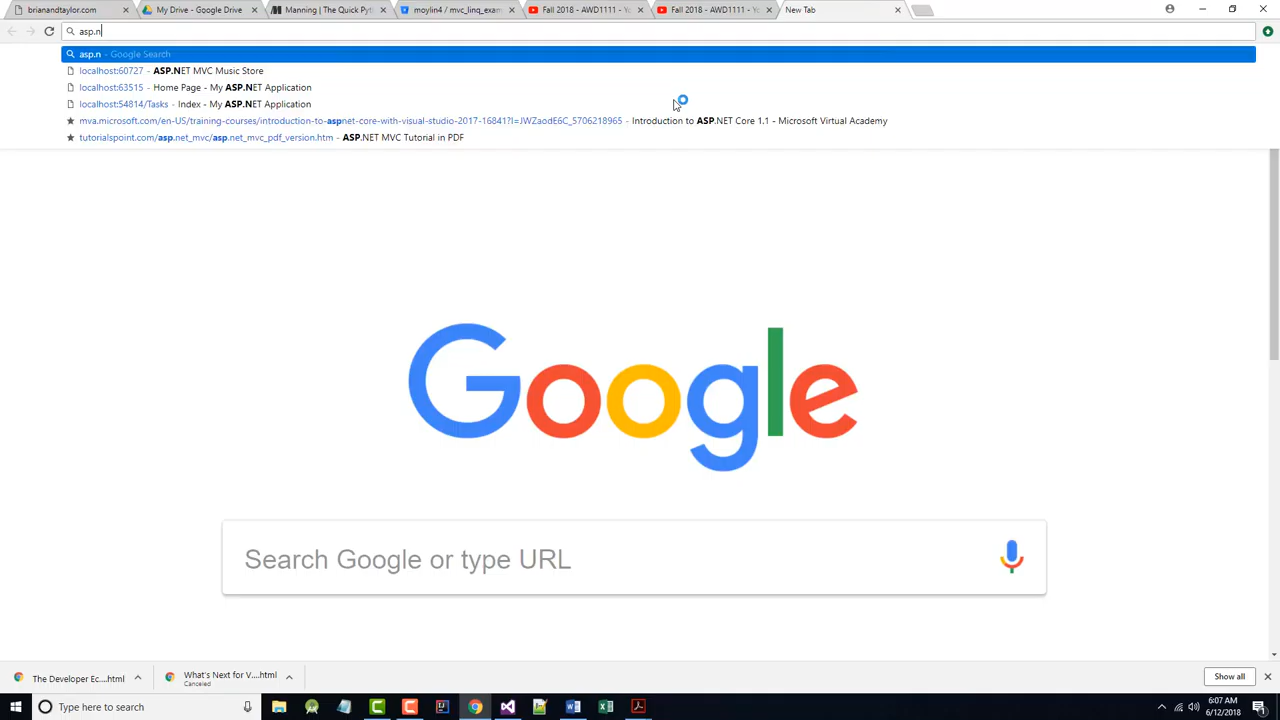 brianandtaylor.com
My Drive - Google Drive
Manning | The Quick Pyth
moylin4 / mvc_linq_exam
Fall 2018 - AWD1111 - Yo
Fall 2018 - AWD1111 - Yo
New Tab
asp.n
asp.n - Google Search
localhost:60727 - ASP.NET MVC Music Store
localhost:63515 - Home Page - My ASP.NET Application
localhost:54814/Tasks - Index - My ASP.NET Application
mva.microsoft.com/en-US/training-courses/introduction-to-aspnet-core-with-visual-studio-2017-16841?l=JWZaodE6C_5706218965 - Introduction to ASP.NET Core 1.1 - Microsoft Virtual Academy
tutorialspoint.com/asp.net_mvc/asp.net_mvc_pdf_version.htm - ASP.NET MVC Tutorial in PDF
Google
Search Google or type URL
The Developer Ec....html
What's Next for V....html
Canceled
Show all
Type here to search
6:07 AM
6/12/2018